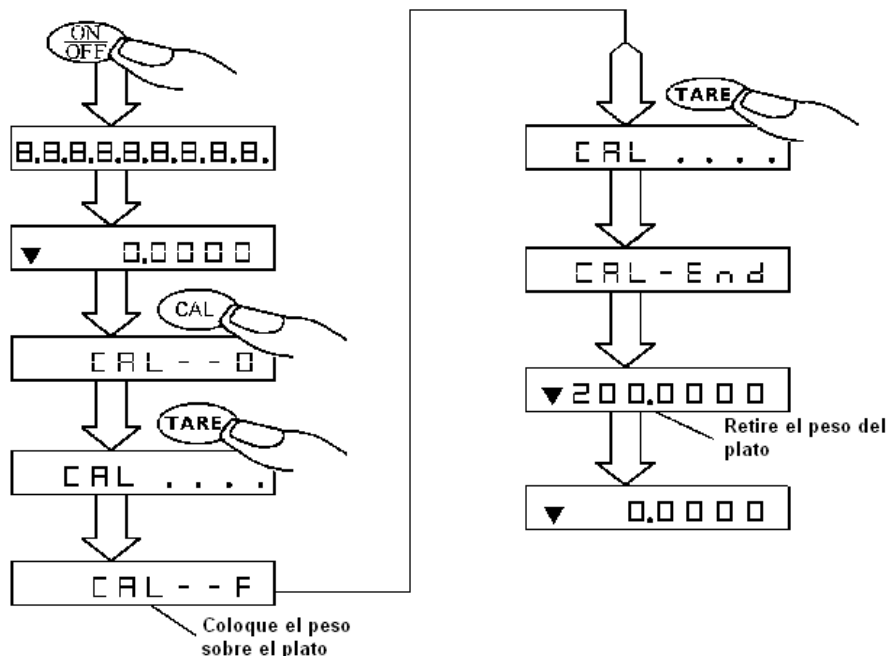 ON
OFF
8.8.8.8.8.8.8.8.8.
▼ 0.0000
CAL
CAL--0
TARE
CAL ....
CAL--F
Coloque el peso
sobre el plato
TARE
CAL ....
CAL-End
▼200.0000
Retire el peso del
plato
▼ 0.0000